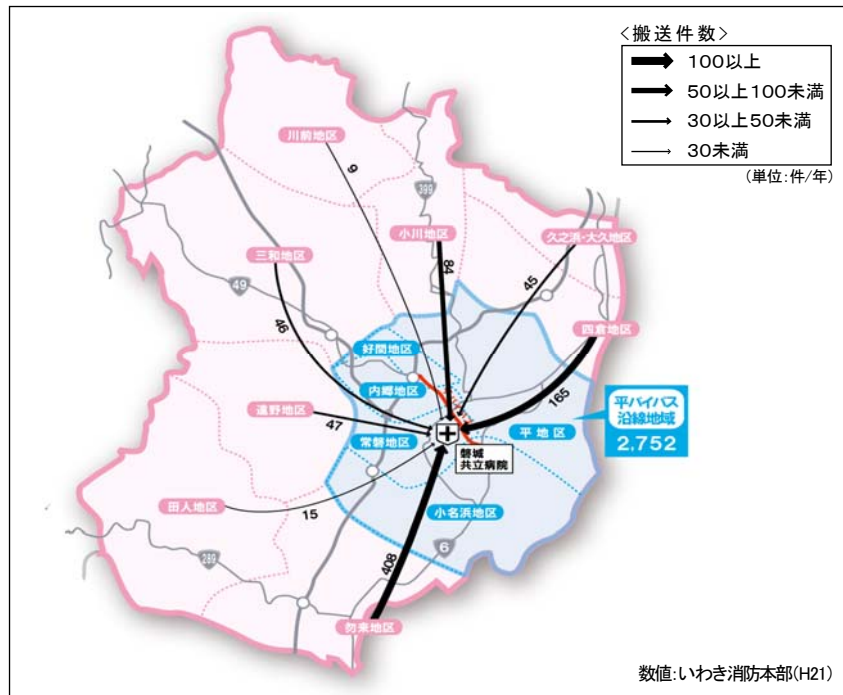 <搬送件数>
100以上
50以上100未満
30以上50未満
30未満
(単位:件/年)
川前地区
9
399
小川地区
84
久之浜・大久地区
45
三和地区
49
46
四倉地区
165
好間地区
内郷地区
平バイパス
沿線地域
2,752
遠野地区
47
常磐地区
平地区
磐城
共立病院
田人地区
15
小名浜地区
6
289
408
勿来地区
数値:いわき消防本部(H21)